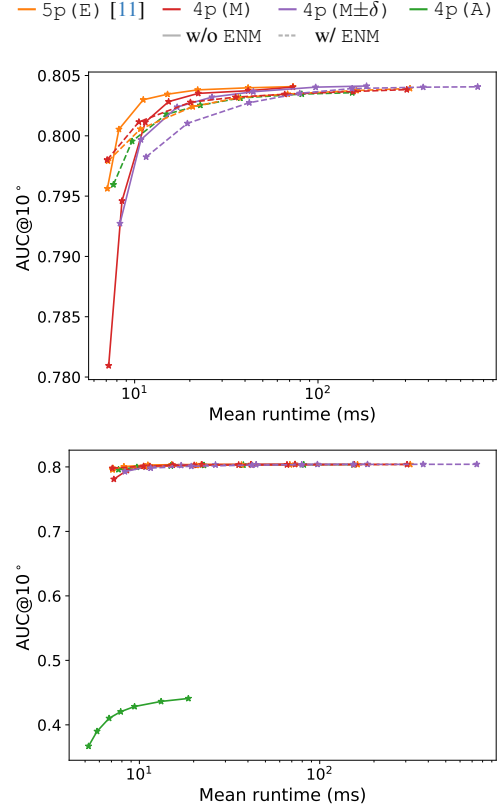 5p(E) [11] 4p(M) 4p(M±δ) 4p(A)
w/o ENM w/ ENM
0.805
0.800
0.795
0.790
0.785
0.780
AUC@10°
10¹ 10²
Mean runtime (ms)
0.8
0.7
0.6
0.5
0.4
AUC@10°
10¹ 10²
Mean runtime (ms)